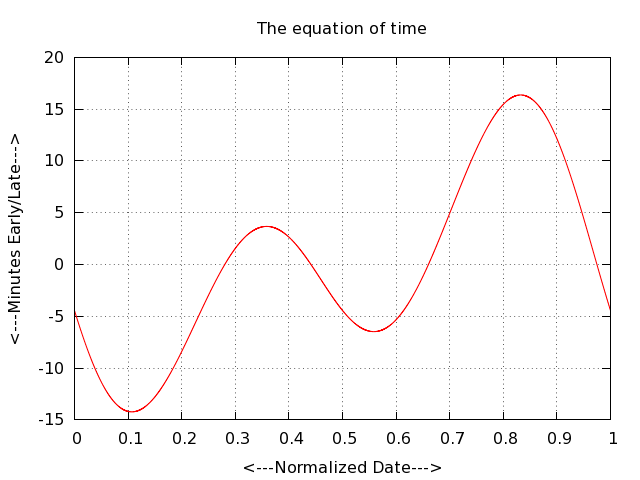 The equation of time
20
15
10
5
0
-5
-10
-15
<---Minutes Early/Late--->
0 0.1 0.2 0.3 0.4 0.5 0.6 0.7 0.8 0.9 1
<---Normalized Date--->